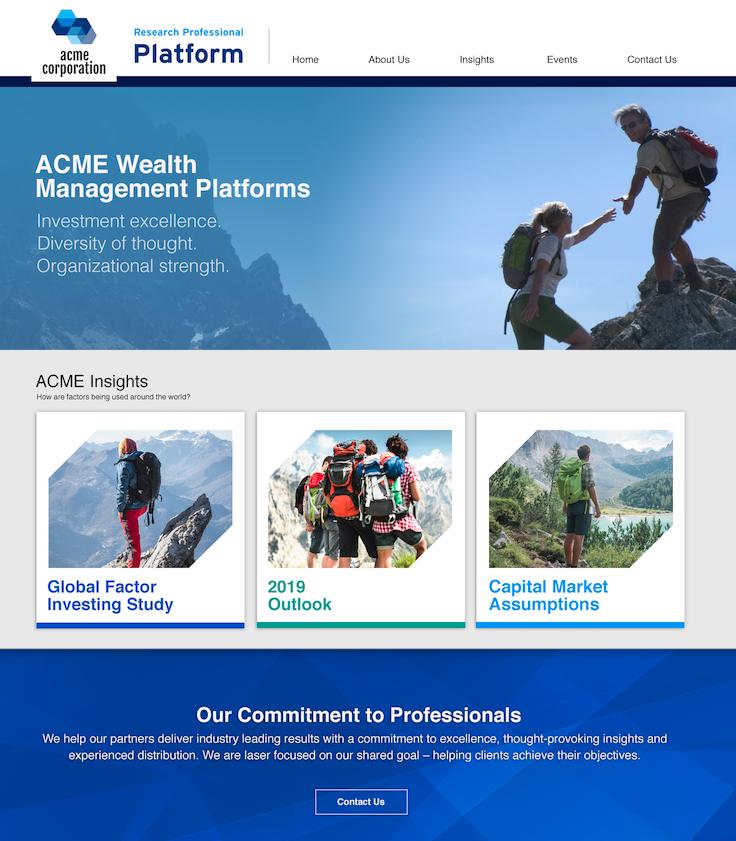 acme
corporation
Research Professional
Platform
Home
About Us
Insights
Events
Contact Us
ACME Wealth
Management Platforms
Investment excellence.
Diversity of thought.
Organizational strength.
ACME Insights
How are factors being used around the world?
Global Factor
Investing Study
2019
Outlook
Capital Market
Assumptions
Our Commitment to Professionals
We help our partners deliver industry leading results with a commitment to excellence, thought-provoking insights and
experienced distribution. We are laser focused on our shared goal – helping clients achieve their objectives.
Contact Us